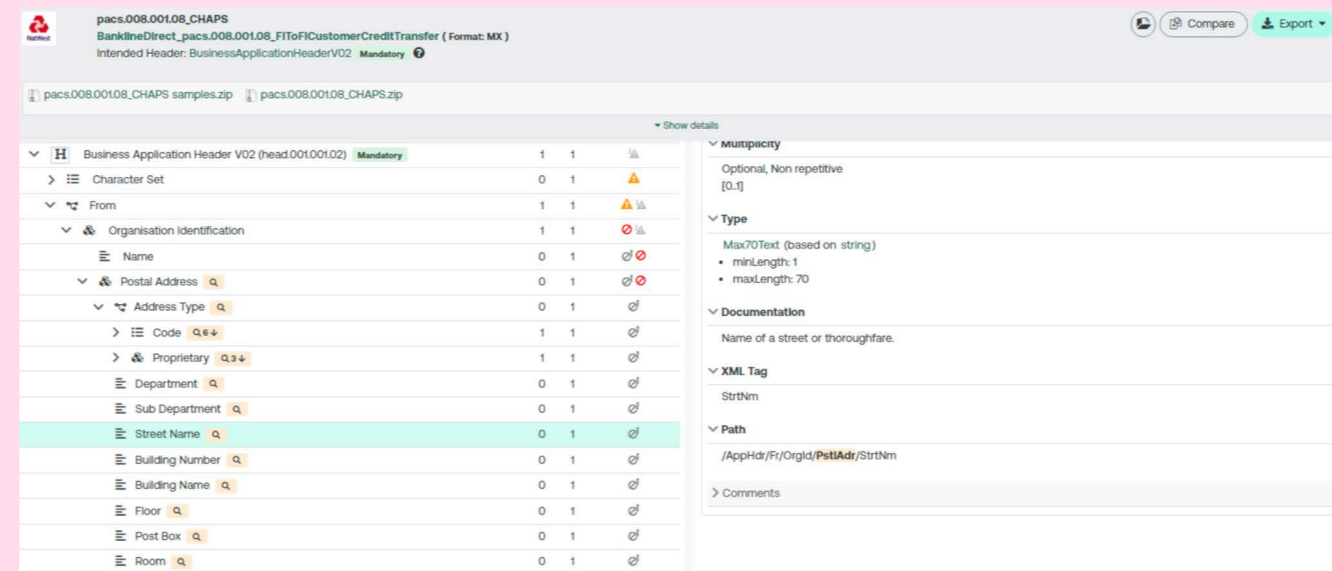 NatWest
pacs.008.001.08_CHAPS
BanklineDirect_pacs.008.001.08_FIToFICustomerCreditTransfer ( Format: MX )
Intended Header: BusinessApplicationHeaderV02 Mandatory ?
Compare
Export
pacs.008.001.08_CHAPS samples.zip pacs.008.001.08_CHAPS.zip
Show details
H Business Application Header V02 (head.001.001.02) Mandatory 1 1
Character Set 0 1
From 1 1
Organisation Identification 1 1
Name 0 1
Postal Address 0 1
Address Type 0 1
Code 6 1 1
Proprietary 3 1 1
Department 0 1
Sub Department 0 1
Street Name 0 1
Building Number 0 1
Building Name 0 1
Floor 0 1
Post Box 0 1
Room 0 1
Multiplicity
Optional, Non repetitive
[0..1]
Type
Max70Text (based on string)
• minLength: 1
• maxLength: 70
Documentation
Name of a street or thoroughfare.
XML Tag
StrtNm
Path
/AppHdr/Fr/OrgId/PstlAdr/StrtNm
Comments